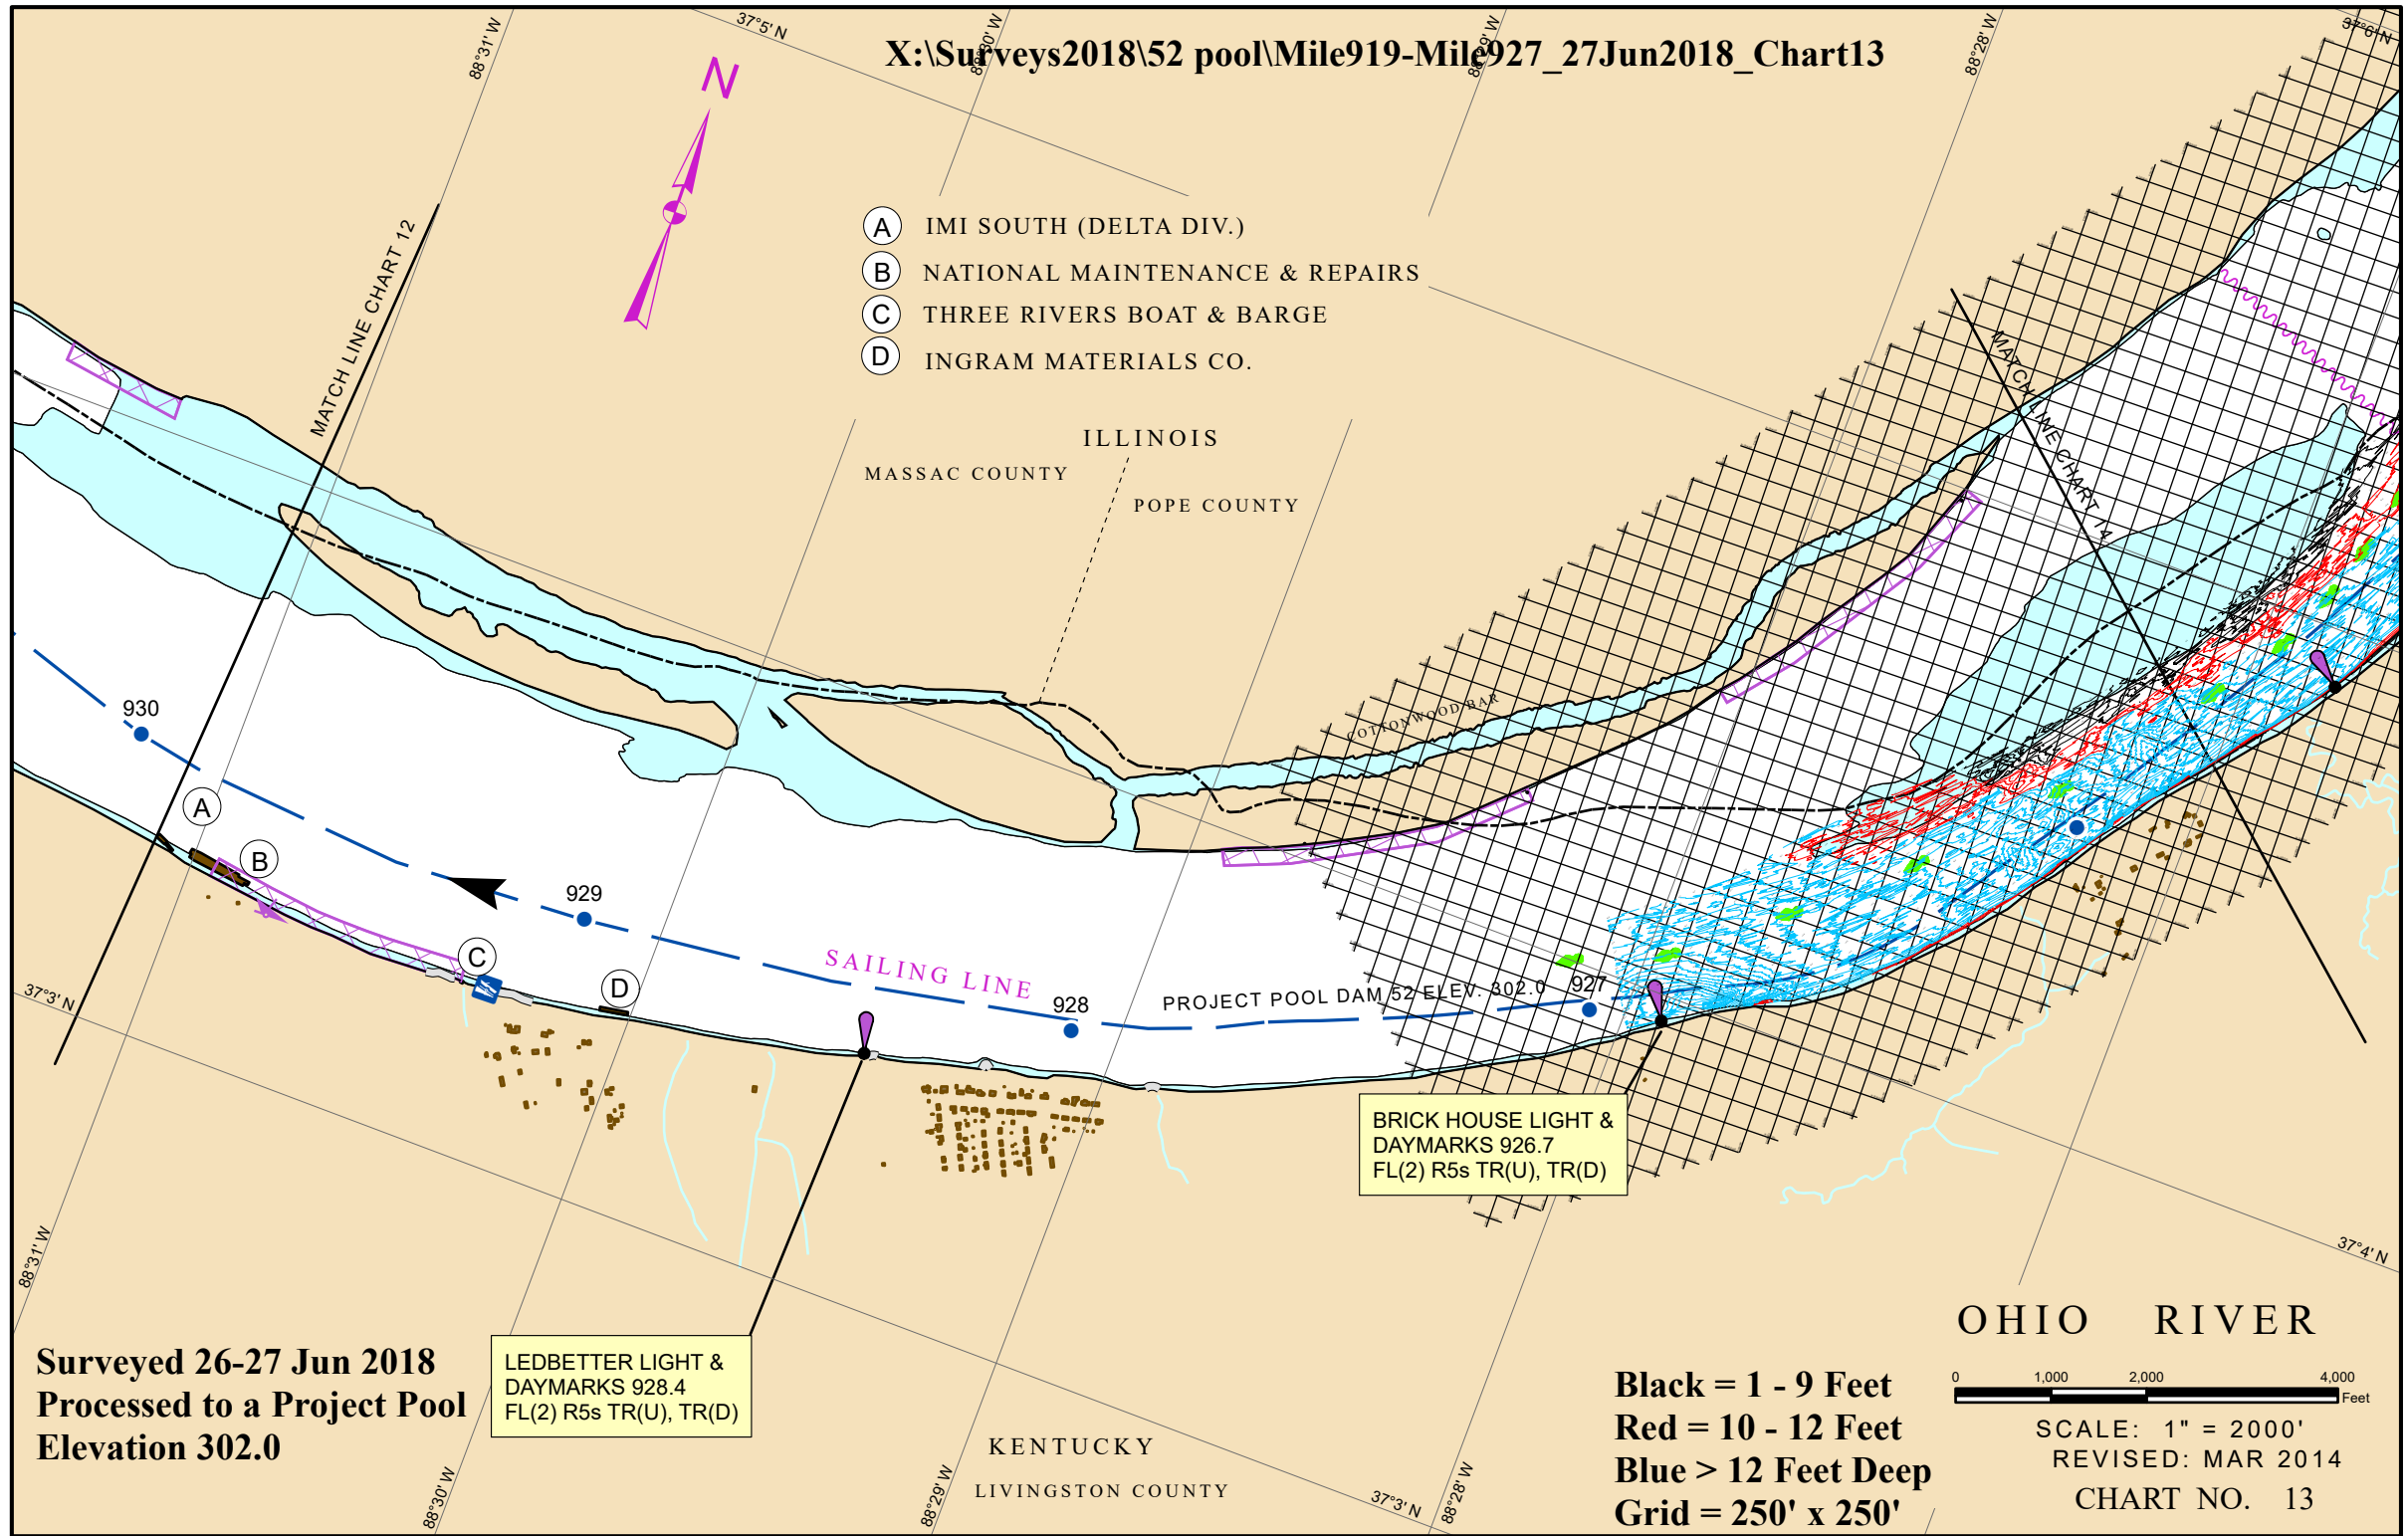 X:\Surveys2018\52 pool\Mile919-Mile927_27Jun2018_Chart13
88°31' W
37°5' N
88°30' W
88°29' W
88°28' W
37°6' N
N
MATCH LINE CHART 12
A IMI SOUTH (DELTA DIV.)
B NATIONAL MAINTENANCE & REPAIRS
C THREE RIVERS BOAT & BARGE
D INGRAM MATERIALS CO.
ILLINOIS
MASSAC COUNTY
POPE COUNTY
MATCH LINE CHART 14
COTTONWOOD BAR
930
A
B
929
C
D
SAILING LINE
928
PROJECT POOL DAM 52 ELEV. 302.0
927
37°3' N
BRICK HOUSE LIGHT &
DAYMARKS 926.7
FL(2) R5s TR(U), TR(D)
88°31' W
37°4' N
LEDBETTER LIGHT &
DAYMARKS 928.4
FL(2) R5s TR(U), TR(D)
Surveyed 26-27 Jun 2018
Processed to a Project Pool
Elevation 302.0
KENTUCKY
LIVINGSTON COUNTY
88°30' W
88°29' W
37°3' N
88°28' W
Black = 1 - 9 Feet
Red = 10 - 12 Feet
Blue > 12 Feet Deep
Grid = 250' x 250'
OHIO RIVER
0 1,000 2,000 4,000
Feet
SCALE: 1" = 2000'
REVISED: MAR 2014
CHART NO. 13